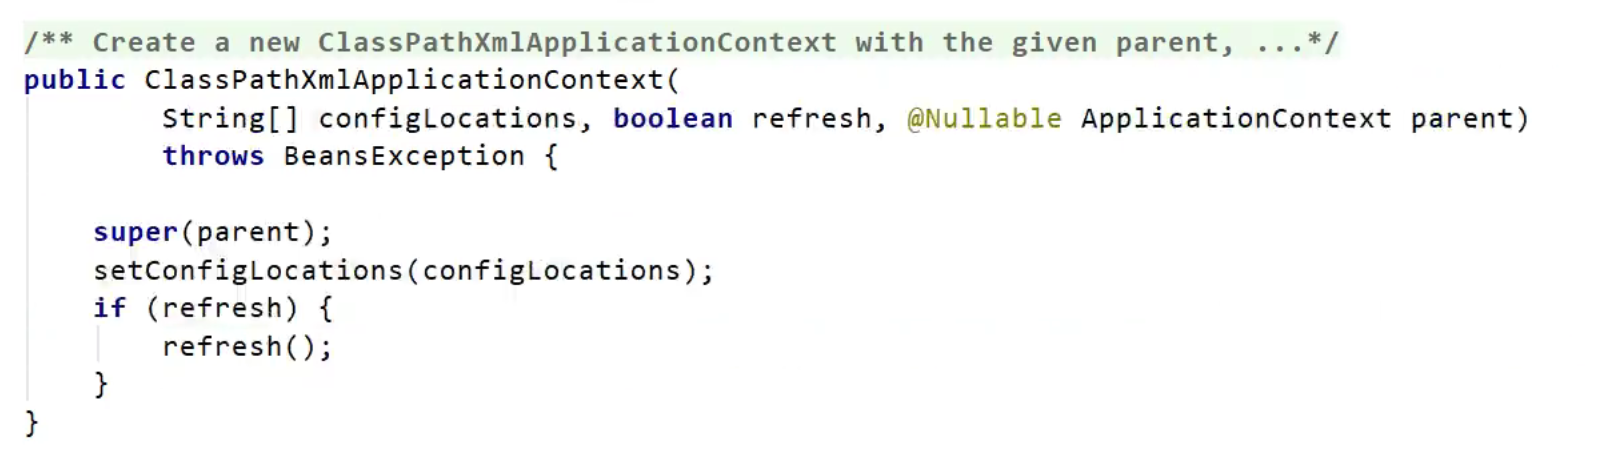 /** Create a new ClassPathXmlApplicationContext with the given parent, ...*/
public ClassPathXmlApplicationContext(
        String[] configLocations, boolean refresh, @Nullable ApplicationContext parent)
        throws BeansException {

    super(parent);
    setConfigLocations(configLocations);
    if (refresh) {
        refresh();
    }
}